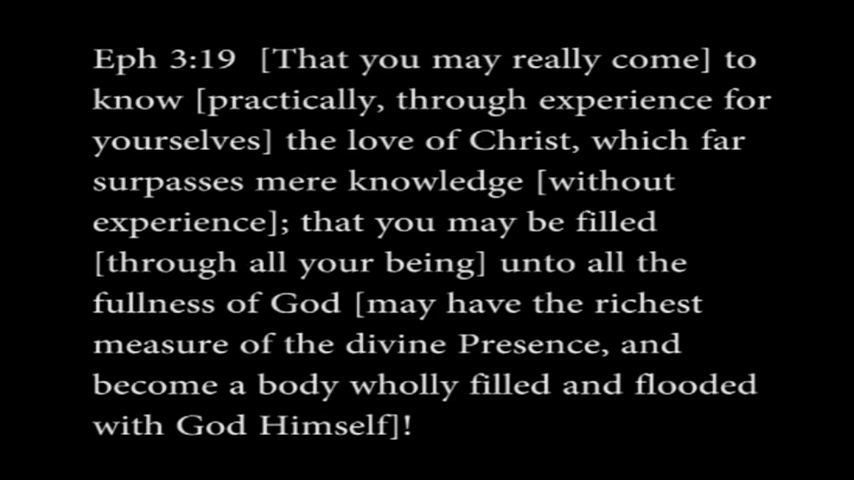 Eph 3:19  [That you may really come] to
know [practically, through experience for
yourselves] the love of Christ, which far
surpasses mere knowledge [without
experience]; that you may be filled
[through all your being] unto all the
fullness of God [may have the richest
measure of the divine Presence, and
become a body wholly filled and flooded
with God Himself]!